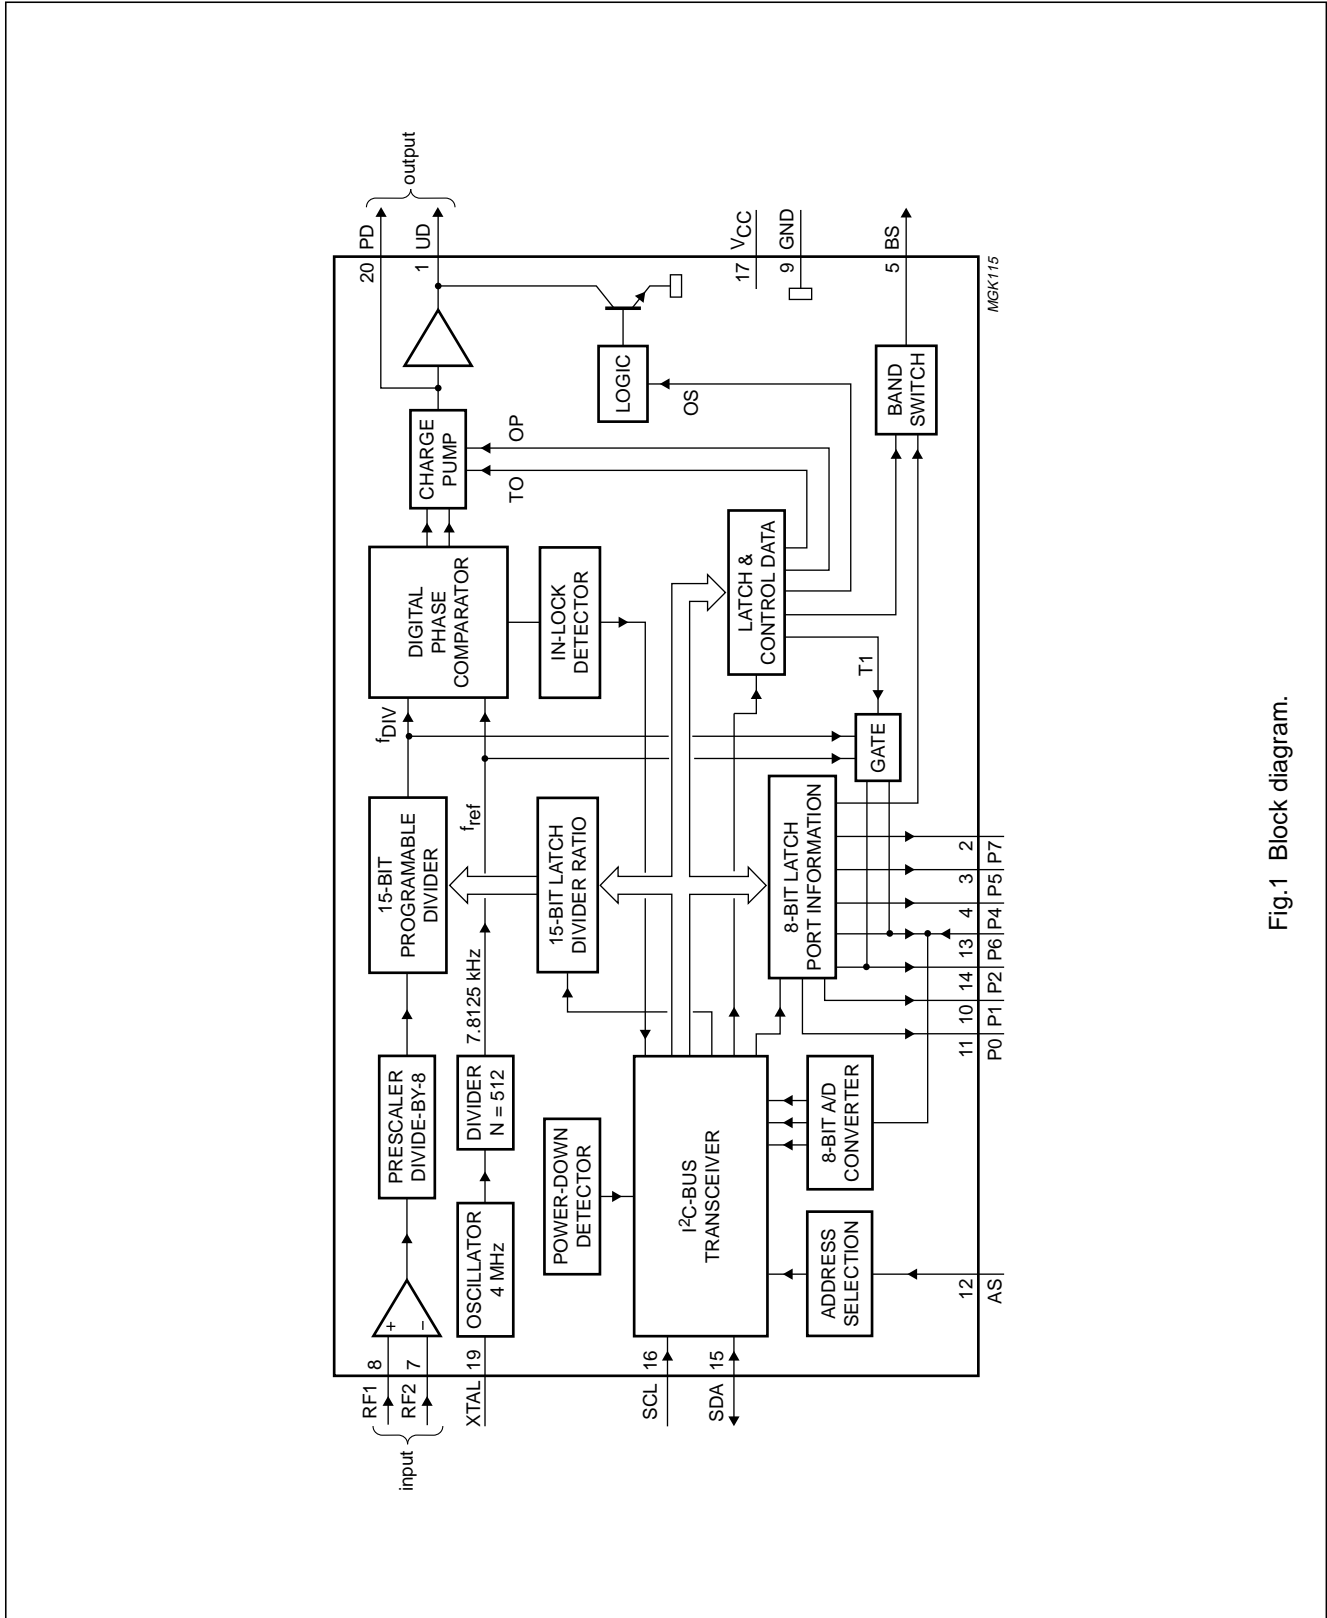 input
RF1
8
RF2
7
+
−
PRESCALER
DIVIDE-BY-8
15-BIT
PROGRAMABLE
DIVIDER
fDIV
DIGITAL
PHASE
COMPARATOR
CHARGE
PUMP
20
PD
1
UD
output
XTAL
19
OSCILLATOR
4 MHz
DIVIDER
N = 512
7.8125 kHz
fref
TO
OP
POWER-DOWN
DETECTOR
15-BIT LATCH
DIVIDER RATIO
IN-LOCK
DETECTOR
LOGIC
OS
SCL
16
SDA
15
I2C-BUS
TRANSCEIVER
LATCH &
CONTROL DATA
17
VCC
9
GND
T1
GATE
8-BIT LATCH
PORT INFORMATION
ADDRESS
SELECTION
8-BIT A/D
CONVERTER
BAND
SWITCH
5
BS
12
11
10
14
13
4
3
2
AS
P0
P1
P2
P6
P4
P5
P7
MGK115
Fig.1 Block diagram.